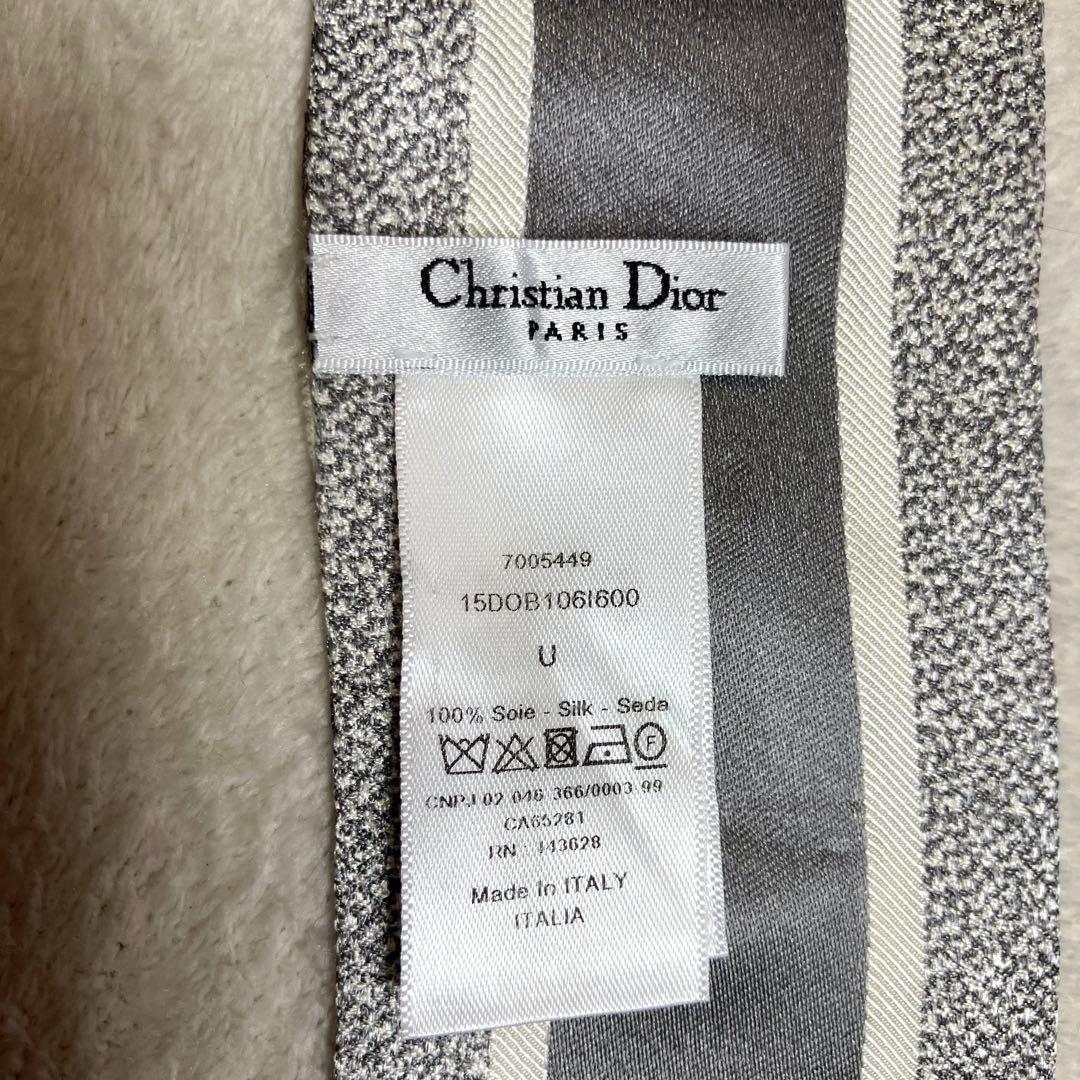 Christian Dior
PARIS
7005449
15DOB106I600
U
100% Soie - Silk - Seda
F
CNPJ 02 046 366/0003-99
CA65281
RN : 143628
Made In ITALY
ITALIA